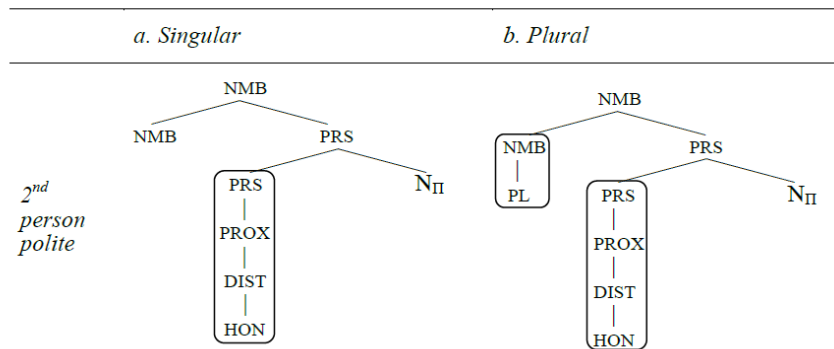 a. Singular b. Plural
2nd person polite
NMB
NMB PRS
PRS NΠ
PROX
DIST
HON
NMB
NMB PRS
PL PRS NΠ
PROX
DIST
HON